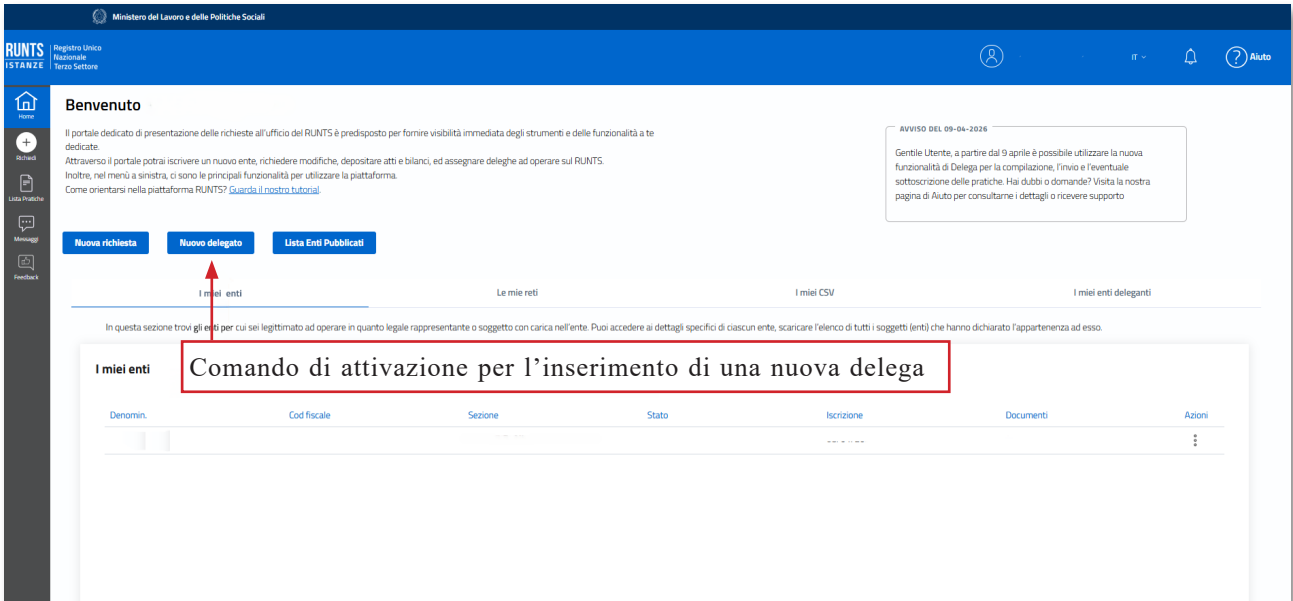 Ministero del Lavoro e delle Politiche Sociali
RUNTS
ISTANZE
Registro Unico
Nazionale
Terzo Settore
IT
Aiuto
Home
Richiedi
Lista Pratiche
Messaggi
Feedback
Benvenuto
Il portale dedicato di presentazione delle richieste all'ufficio del RUNTS è predisposto per fornire visibilità immediata degli strumenti e delle funzionalità a te
dedicate.
Attraverso il portale potrai iscrivere un nuovo ente, richiedere modifiche, depositare atti e bilanci, ed assegnare deleghe ad operare sul RUNTS.
Inoltre, nel menù a sinistra, ci sono le principali funzionalità per utilizzare la piattaforma.
Come orientarsi nella piattaforma RUNTS? Guarda il nostro tutorial.
AVVISO DEL 09-04-2026
Gentile Utente, a partire dal 9 aprile è possibile utilizzare la nuova
funzionalità di Delega per la compilazione, l'invio e l'eventuale
sottoscrizione delle pratiche. Hai dubbi o domande? Visita la nostra
pagina di Aiuto per consultarne i dettagli o ricevere supporto
Nuova richiesta Nuovo delegato Lista Enti Pubblicati
I miei enti Le mie reti I miei CSV I miei enti deleganti
In questa sezione trovi gli enti per cui sei legittimato ad operare in quanto legale rappresentante o soggetto con carica nell'ente. Puoi accedere ai dettagli specifici di ciascun ente, scaricare l'elenco di tutti i soggetti (enti) che hanno dichiarato l'appartenenza ad esso.
I miei enti
Comando di attivazione per l’inserimento di una nuova delega
Denomin. Cod fiscale Sezione Stato Iscrizione Documenti Azioni